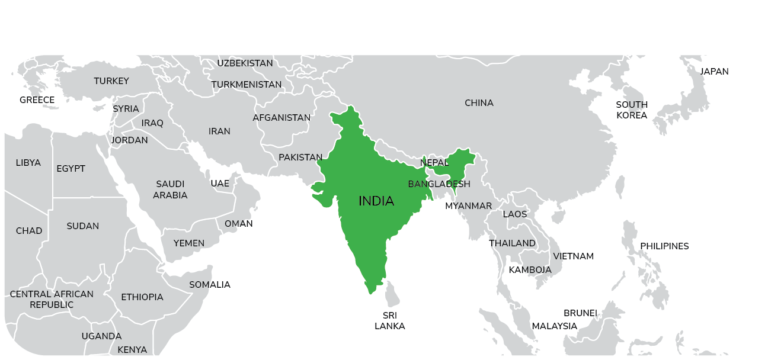 UZBEKISTAN
JAPAN
TURKEY
TURKMENISTAN
GREECE
CHINA
SYRIA
SOUTH
KOREA
IRAQ
AFGANISTAN
IRAN
JORDAN
PAKISTAN
NEPAL
LIBYA
EGYPT
SAUDI
ARABIA
UAE
BANGLADESH
INDIA
MYANMAR
LAOS
CHAD
SUDAN
OMAN
YEMEN
THAILAND
PHILIPINES
VIETNAM
KAMBOJA
SOMALIA
CENTRAL AFRICAN
REPUBLIC
ETHIOPIA
SRI
LANKA
BRUNEI
MALAYSIA
UGANDA
KENYA